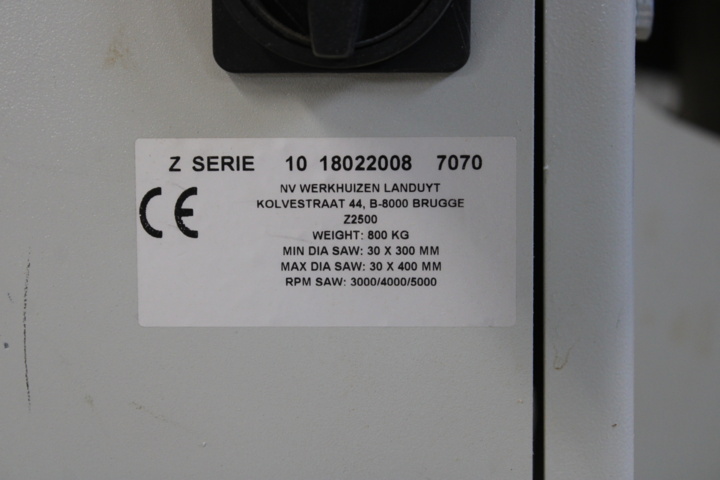 Z SERIE 10 18022008 7070
CE
NV WERKHUIZEN LANDUYT
KOLVESTRAAT 44, B-8000 BRUGGE
Z2500
WEIGHT: 800 KG
MIN DIA SAW: 30 X 300 MM
MAX DIA SAW: 30 X 400 MM
RPM SAW: 3000/4000/5000